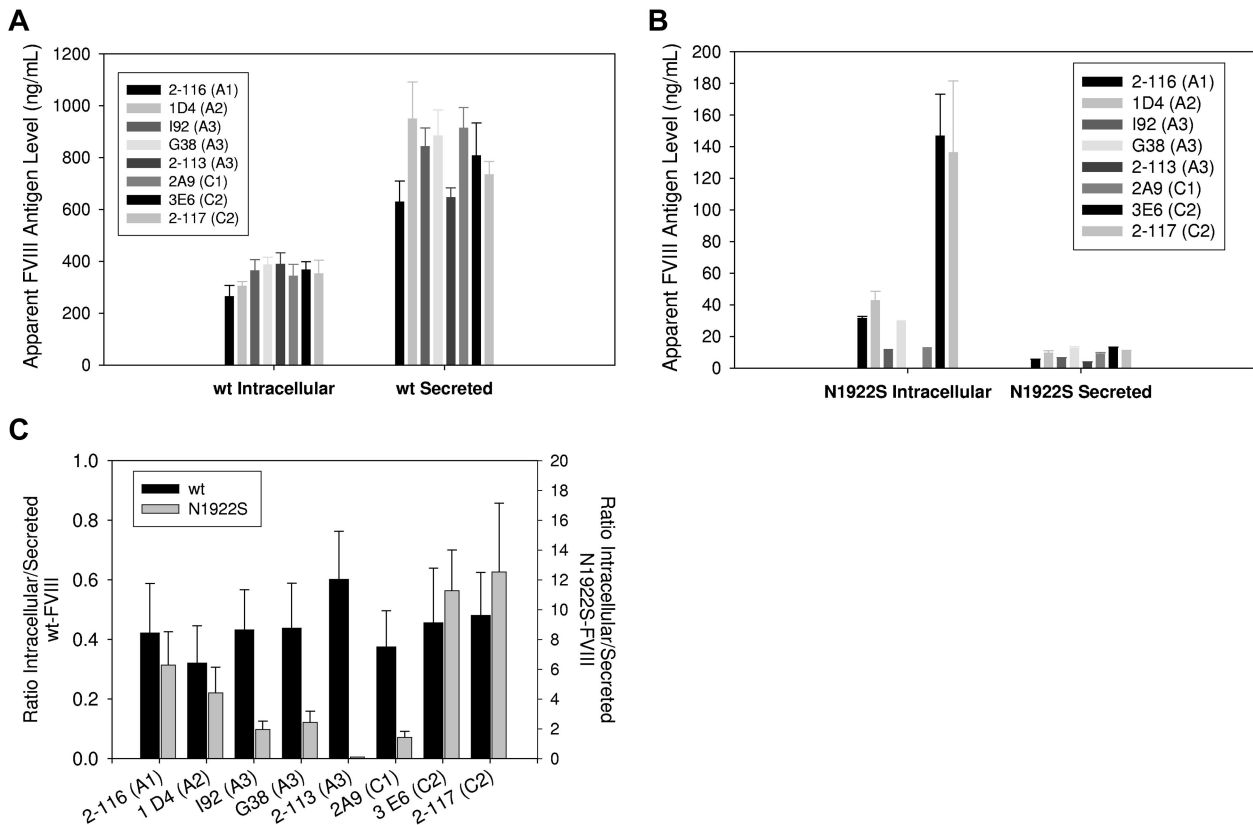 A
Apparent FVIII Antigen Level (ng/mL)
1200
1000
800
600
400
200
0
2-116 (A1)
1D4 (A2)
I92 (A3)
G38 (A3)
2-113 (A3)
2A9 (C1)
3E6 (C2)
2-117 (C2)
wt Intracellular
wt Secreted
B
Apparent FVIII Antigen Level (ng/mL)
200
180
160
140
120
100
80
60
40
20
0
2-116 (A1)
1D4 (A2)
I92 (A3)
G38 (A3)
2-113 (A3)
2A9 (C1)
3E6 (C2)
2-117 (C2)
N1922S Intracellular
N1922S Secreted
C
Ratio Intracellular/Secreted
wt-FVIII
1.0
0.8
0.6
0.4
0.2
0.0
wt
N1922S
20
18
16
14
12
10
8
6
4
2
0
Ratio Intracellular/Secreted
N1922S-FVIII
2-116 (A1)
1 D4 (A2)
I92 (A3)
G38 (A3)
2-113 (A3)
2A9 (C1)
3 E6 (C2)
2-117 (C2)